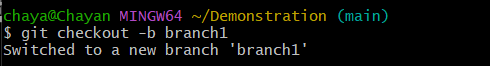 chaya@Chayan MINGW64 ~/Demonstration (main)
$ git checkout -b branch1
Switched to a new branch 'branch1'